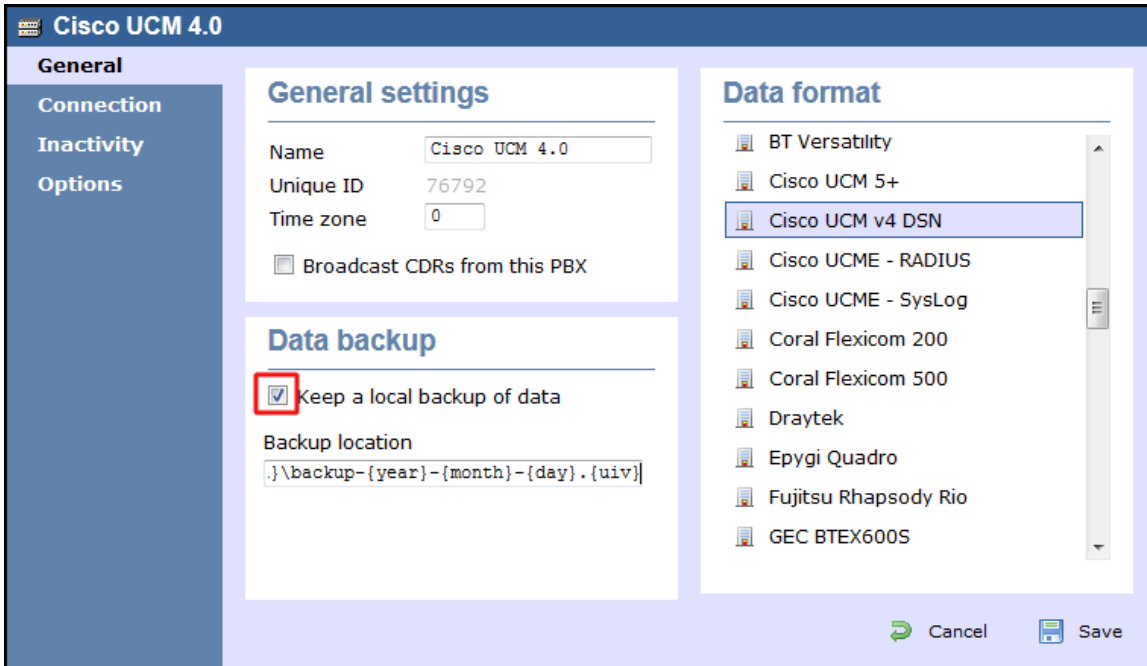 Cisco UCM 4.0
General
Connection
Inactivity
Options
General settings
Name Cisco UCM 4.0
Unique ID 76792
Time zone 0
Broadcast CDRs from this PBX
Data backup
Keep a local backup of data
Backup location
.}\backup-{year}-{month}-{day}.{uiv}
Data format
BT Versatility
Cisco UCM 5+
Cisco UCM v4 DSN
Cisco UCME - RADIUS
Cisco UCME - SysLog
Coral Flexicom 200
Coral Flexicom 500
Draytek
Epygi Quadro
Fujitsu Rhapsody Rio
GEC BTEX600S
Cancel Save